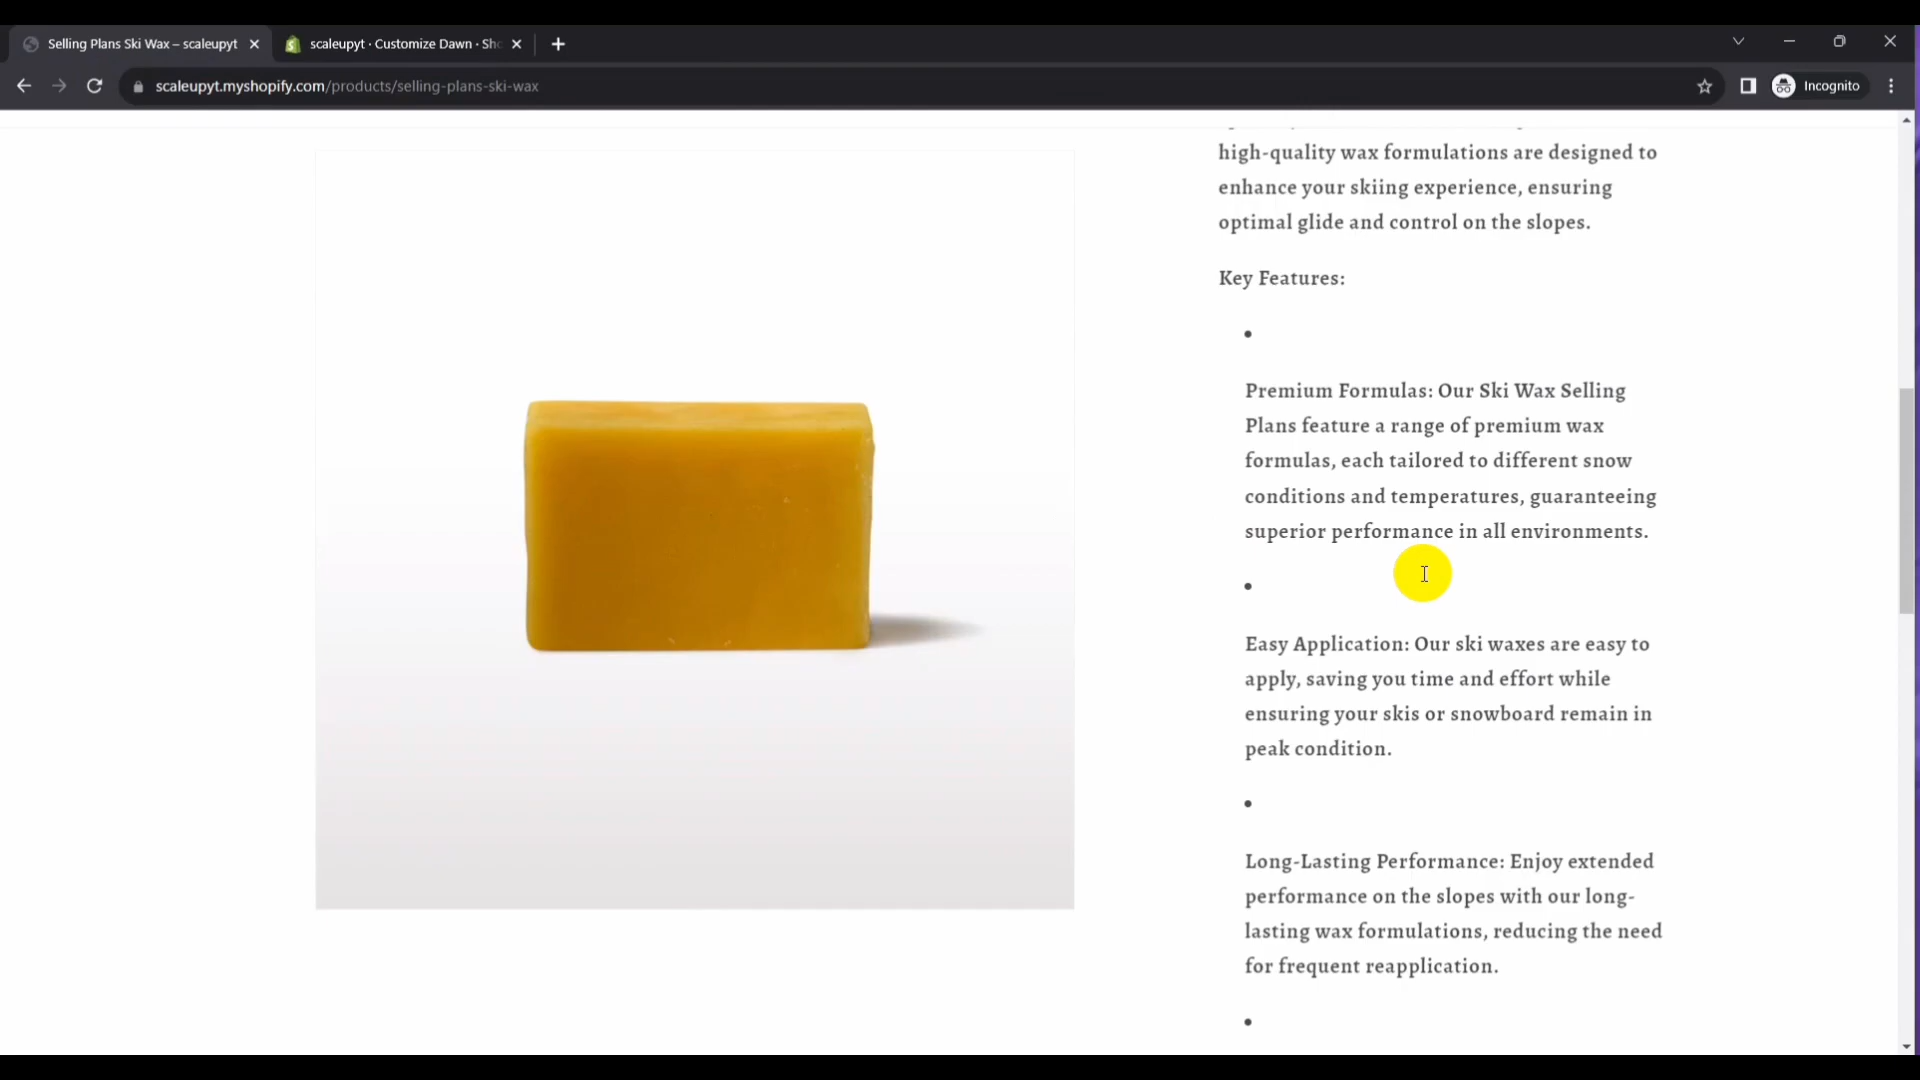 Selling Plans Ski Wax – scaleupyt
scaleupyt · Customize Dawn · Sh
scaleupyt.myshopify.com/products/selling-plans-ski-wax
Incognito
high-quality wax formulations are designed to
enhance your skiing experience, ensuring
optimal glide and control on the slopes.
Key Features:
•
Premium Formulas: Our Ski Wax Selling
Plans feature a range of premium wax
formulas, each tailored to different snow
conditions and temperatures, guaranteeing
superior performance in all environments.
•
Easy Application: Our ski waxes are easy to
apply, saving you time and effort while
ensuring your skis or snowboard remain in
peak condition.
•
Long-Lasting Performance: Enjoy extended
performance on the slopes with our long-
lasting wax formulations, reducing the need
for frequent reapplication.
•